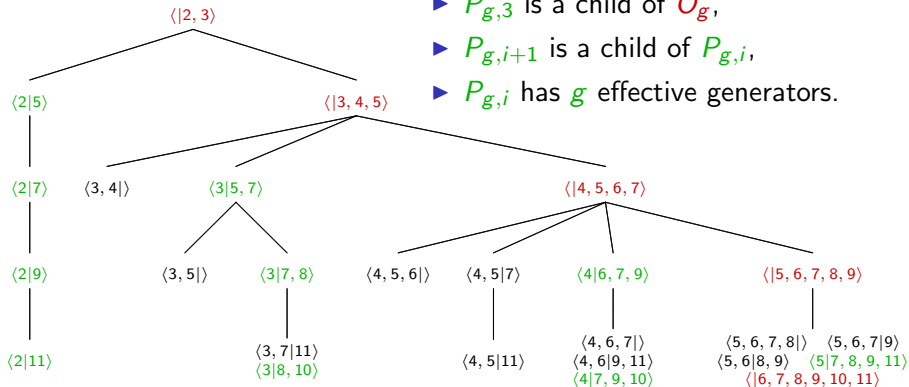 ▶ P_{g,3} is a child of O_g,
⟨|2, 3⟩
▶ P_{g,i+1} is a child of P_{g,i},
▶ P_{g,i} has g effective generators.
⟨2|5⟩ ⟨|3, 4, 5⟩
⟨2|7⟩ ⟨3, 4|⟩ ⟨3|5, 7⟩ ⟨|4, 5, 6, 7⟩
⟨2|9⟩ ⟨3, 5|⟩ ⟨3|7, 8⟩ ⟨4, 5, 6|⟩ ⟨4, 5|7⟩ ⟨4|6, 7, 9⟩ ⟨|5, 6, 7, 8, 9⟩
⟨2|11⟩
⟨3, 7|11⟩
⟨3|8, 10⟩
⟨4, 5|11⟩
⟨4, 6, 7|⟩
⟨4, 6|9, 11⟩
⟨4|7, 9, 10⟩
⟨5, 6, 7, 8|⟩ ⟨5, 6, 7|9⟩
⟨5, 6|8, 9⟩ ⟨5|7, 8, 9, 11⟩
⟨|6, 7, 8, 9, 10, 11⟩